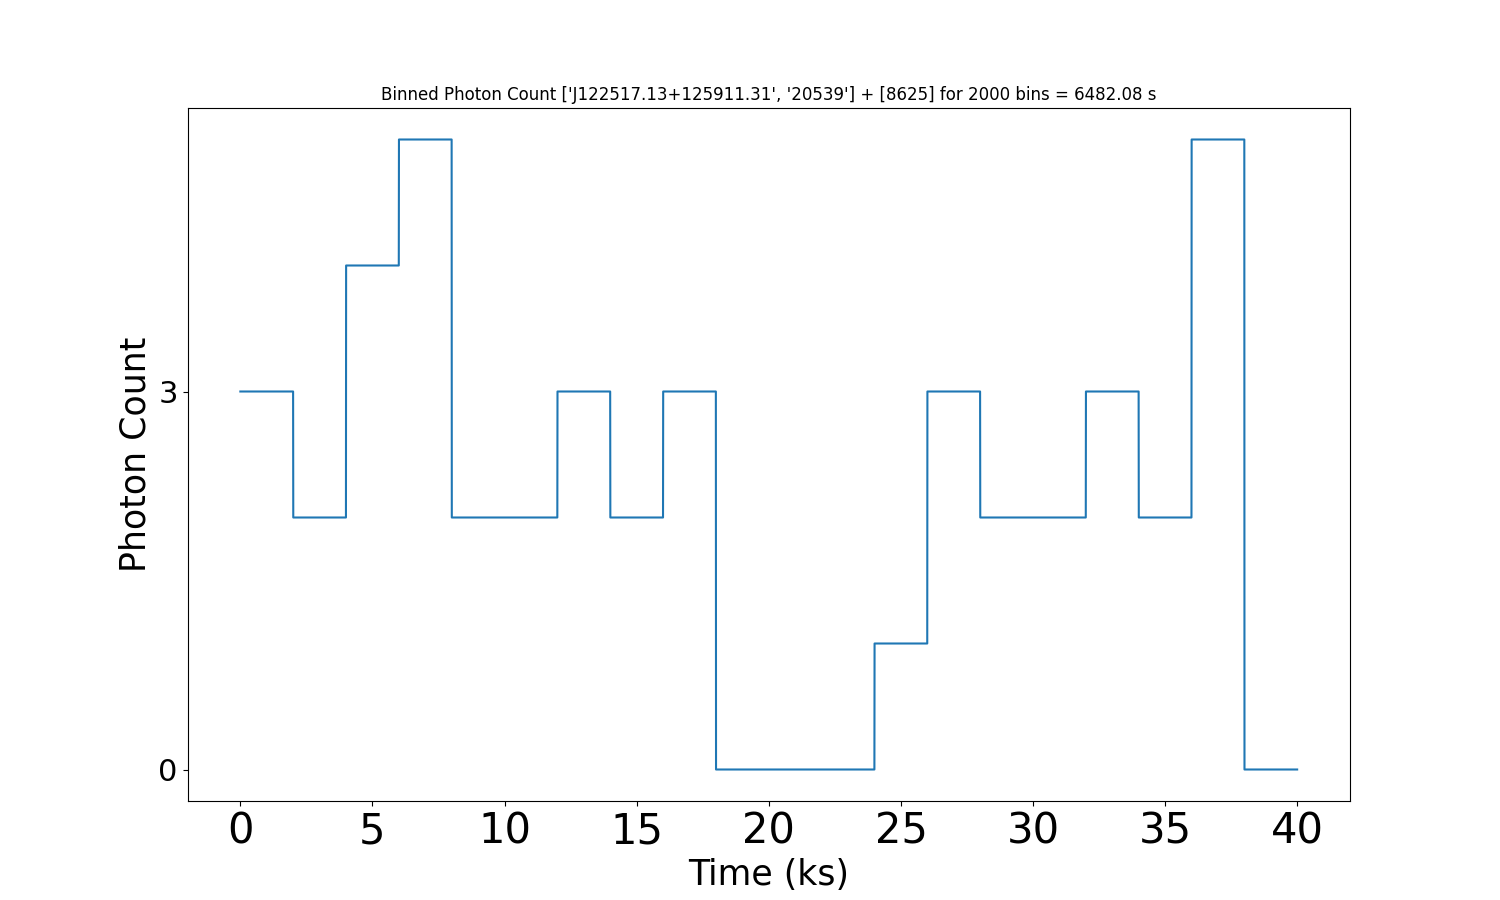 Binned Photon Count ['J122517.13+125911.31', '20539'] + [8625] for 2000 bins = 6482.08 s
Photon Count
3
0
0 5 10 15 20 25 30 35 40
Time (ks)